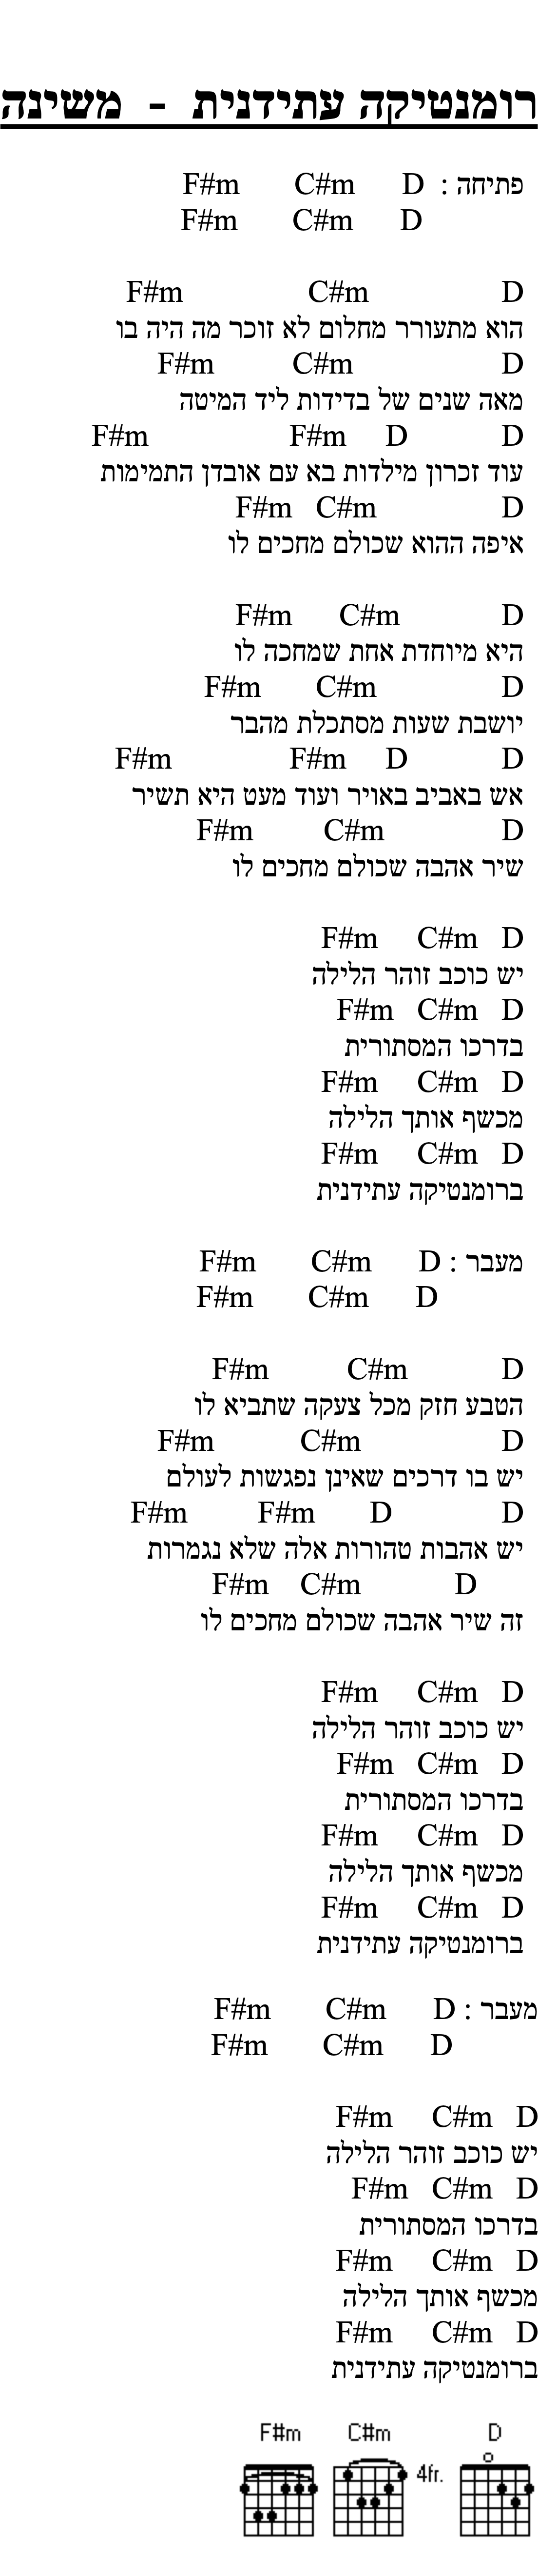 רומנטיקה עתידנית - משינה
פתיחה : D C#m F#m
D C#m F#m
D C#m F#m
הוא מתעורר מחלום לא זוכר מה היה בו
D C#m F#m
מאה שנים של בדידות ליד המיטה
D D F#m F#m
עוד זכרון מילדות בא עם אובדן התמימות
D C#m F#m
איפה ההוא שכולם מחכים לו
D C#m F#m
היא מיוחדת אחת שמחכה לו
D C#m F#m
יושבת שעות מסתכלת מהבר
D D F#m F#m
אש באביב באויר ועוד מעט היא תשיר
D C#m F#m
שיר אהבה שכולם מחכים לו
D C#m F#m
יש כוכב זוהר הלילה
D C#m F#m
בדרכו המסתורית
D C#m F#m
מכשף אותך הלילה
D C#m F#m
ברומנטיקה עתידנית
מעבר : D C#m F#m
D C#m F#m
D C#m F#m
הטבע חזק מכל צעקה שתביא לו
D C#m F#m
יש בו דרכים שאינן נפגשות לעולם
D D F#m F#m
יש אהבות טהורות אלה שלא נגמרות
D C#m F#m
זה שיר אהבה שכולם מחכים לו
D C#m F#m
יש כוכב זוהר הלילה
D C#m F#m
בדרכו המסתורית
D C#m F#m
מכשף אותך הלילה
D C#m F#m
ברומנטיקה עתידנית
מעבר : D C#m F#m
D C#m F#m
D C#m F#m
יש כוכב זוהר הלילה
D C#m F#m
בדרכו המסתורית
D C#m F#m
מכשף אותך הלילה
D C#m F#m
ברומנטיקה עתידנית
F#m C#m D
4fr.